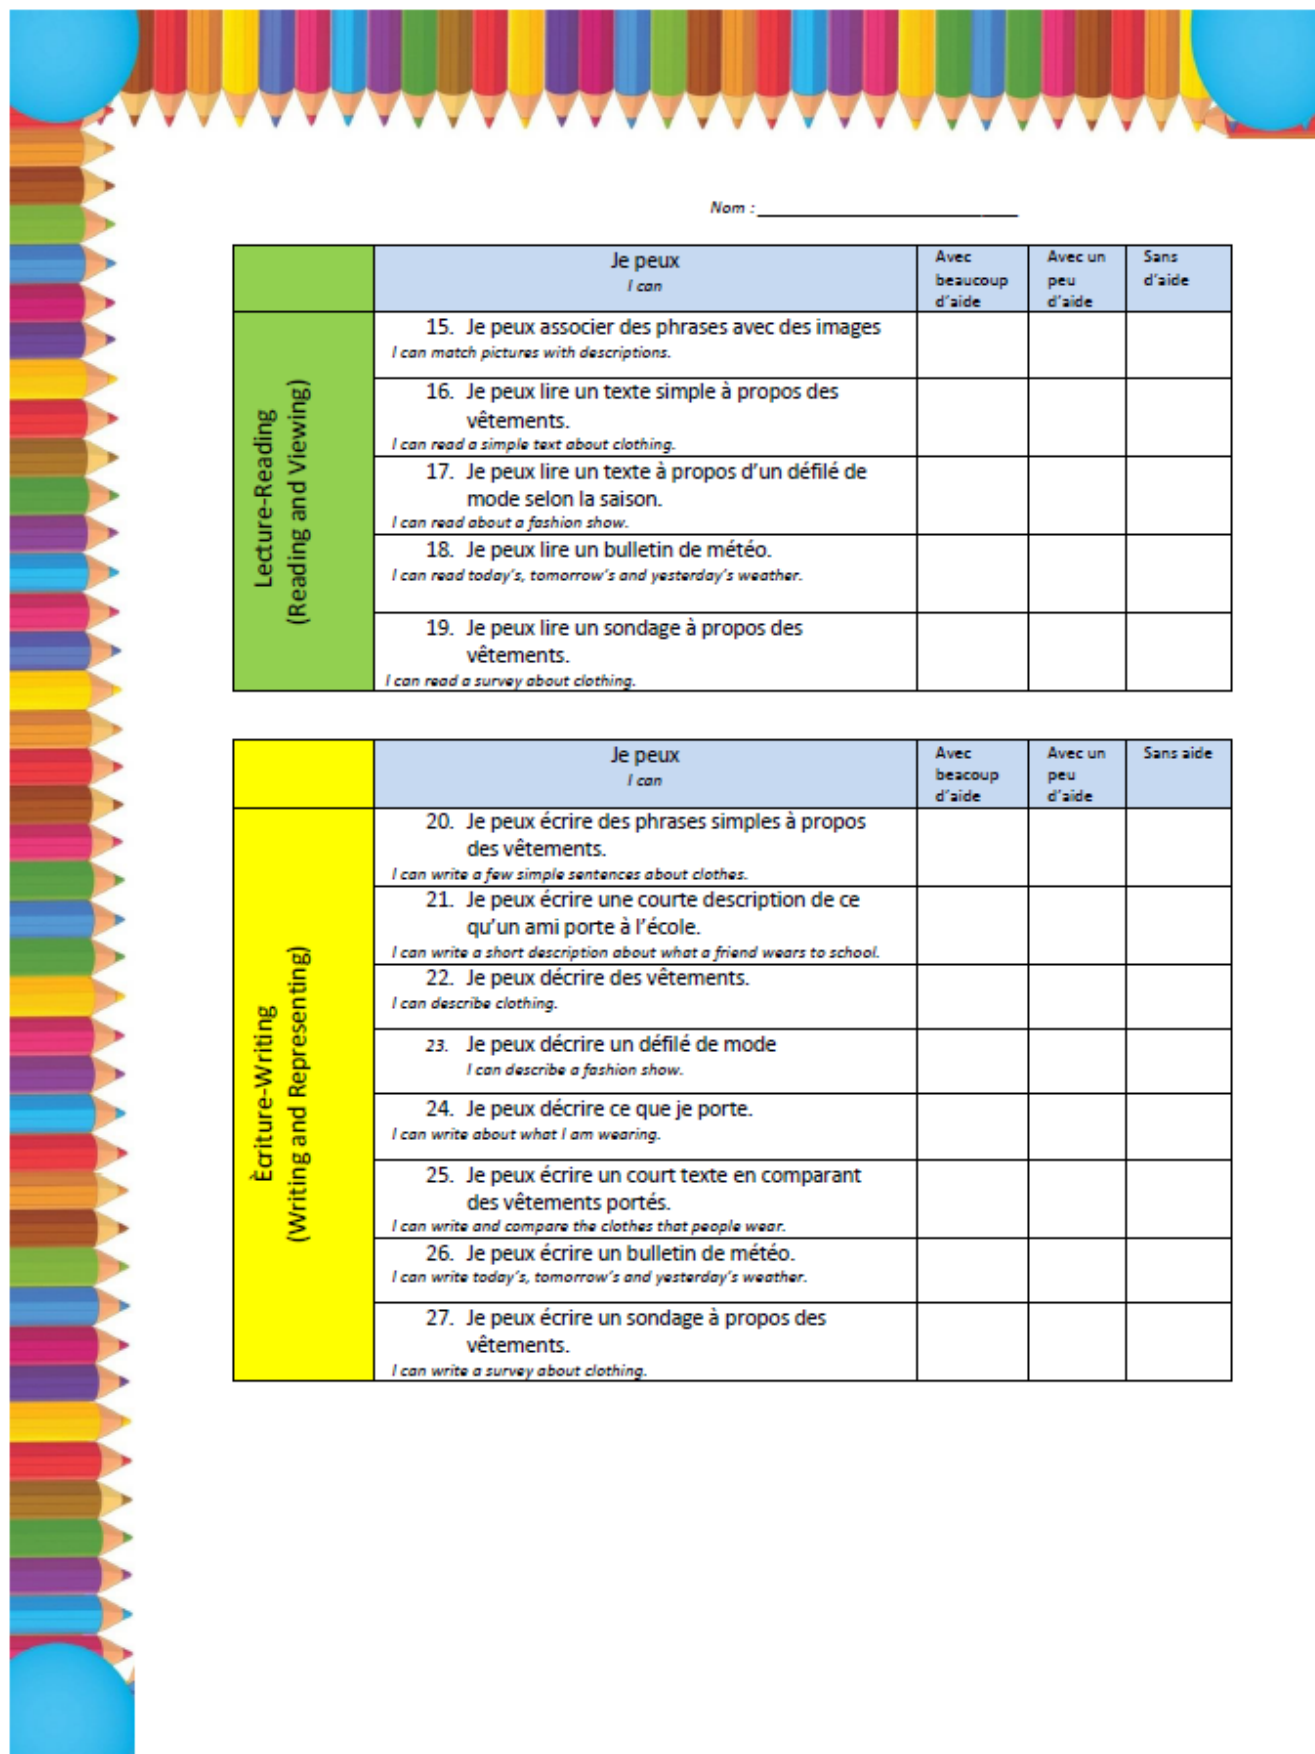 Nom :
Je peux
I can
Avec
beaucoup
d'aide
Avec un
peu
d'aide
Sans
d'aide
Lecture-Reading
(Reading and Viewing)
15. Je peux associer des phrases avec des images
I can match pictures with descriptions.
16. Je peux lire un texte simple à propos des
vêtements.
I can read a simple text about clothing.
17. Je peux lire un texte à propos d'un défilé de
mode selon la saison.
I can read about a fashion show.
18. Je peux lire un bulletin de météo.
I can read today's, tomorrow's and yesterday's weather.
19. Je peux lire un sondage à propos des
vêtements.
I can read a survey about clothing.
Je peux
I can
Avec
beacoup
d'aide
Avec un
peu
d'aide
Sans aide
Ècriture-Writing
(Writing and Representing)
20. Je peux écrire des phrases simples à propos
des vêtements.
I can write a few simple sentences about clothes.
21. Je peux écrire une courte description de ce
qu'un ami porte à l'école.
I can write a short description about what a friend wears to school.
22. Je peux décrire des vêtements.
I can describe clothing.
23. Je peux décrire un défilé de mode
I can describe a fashion show.
24. Je peux décrire ce que je porte.
I can write about what I am wearing.
25. Je peux écrire un court texte en comparant
des vêtements portés.
I can write and compare the clothes that people wear.
26. Je peux écrire un bulletin de météo.
I can write today's, tomorrow's and yesterday's weather.
27. Je peux écrire un sondage à propos des
vêtements.
I can write a survey about clothing.